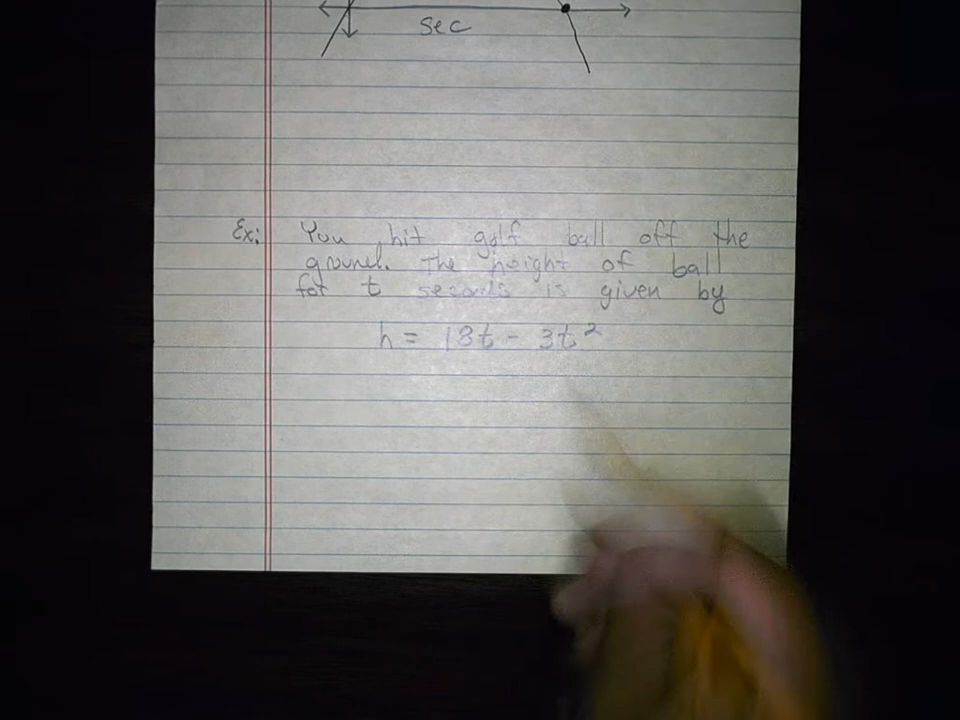 sec
Ex: You hit golf ball off the
ground. The height of ball
for t seconds is given by
h = 18t - 3t²